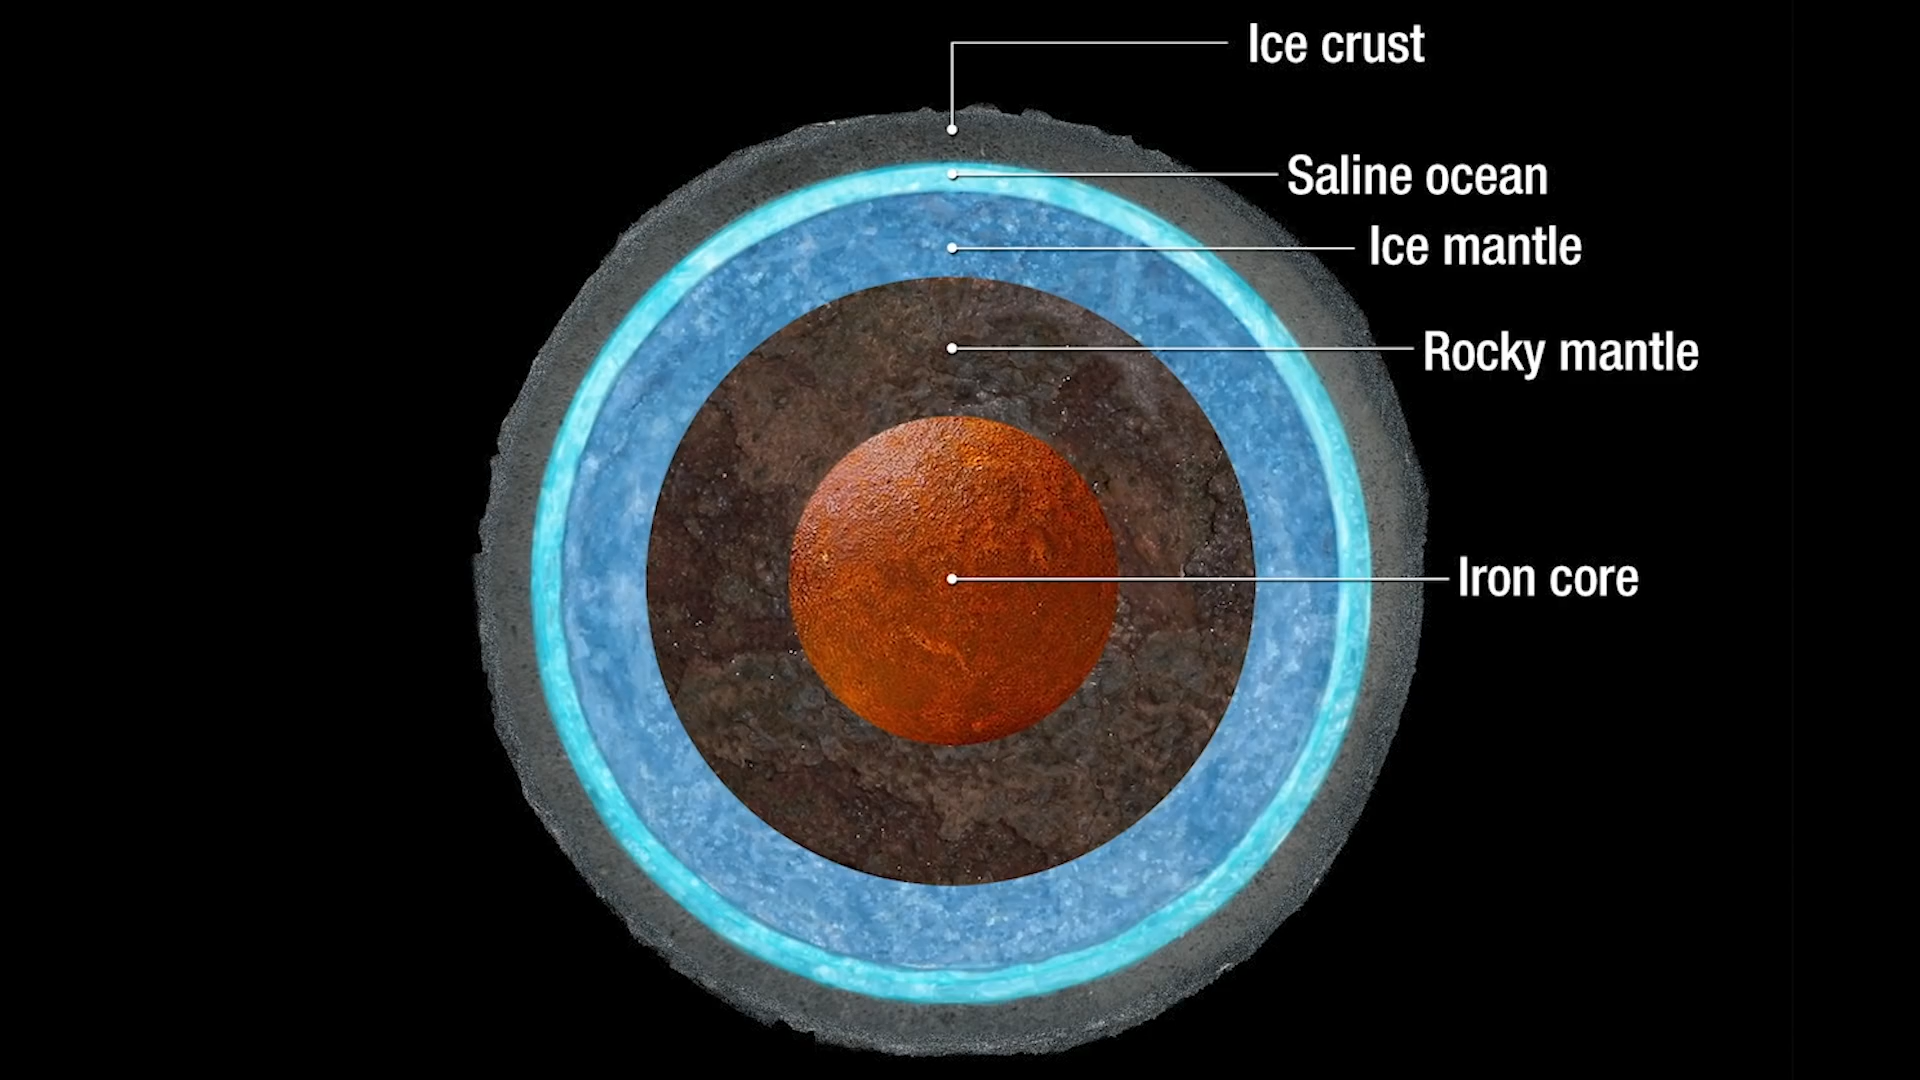 Ice crust
Saline ocean
Ice mantle
Rocky mantle
Iron core